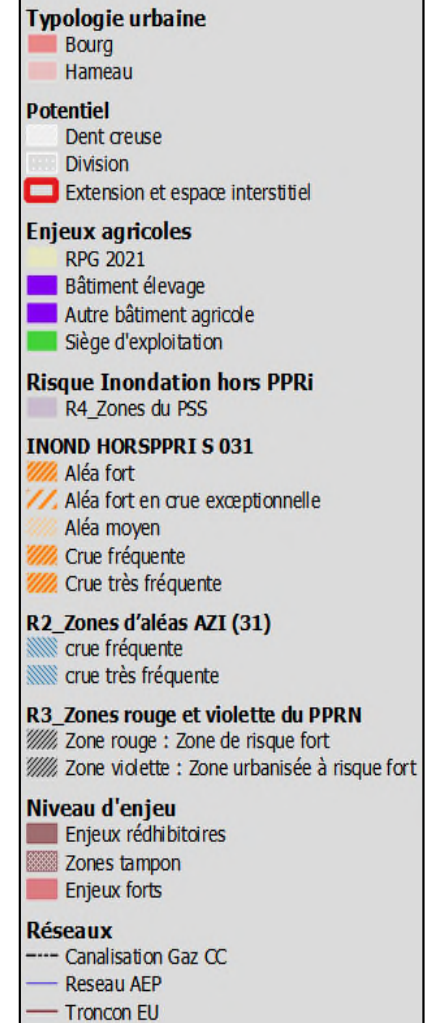 Typologie urbaine
Bourg
Hameau
Potentiel
Dent creuse
Division
Extension et espace interstitiel
Enjeux agricoles
RPG 2021
Bâtiment élevage
Autre bâtiment agricole
Siège d'exploitation
Risque Inondation hors PPRi
R4_Zones du PSS
INOND HORSPPRI S 031
Aléa fort
Aléa fort en crue exceptionnelle
Aléa moyen
Crue fréquente
Crue très fréquente
R2_Zones d’aléas AZI (31)
crue fréquente
crue très fréquente
R3_Zones rouge et violette du PPRN
Zone rouge : Zone de risque fort
Zone violette : Zone urbanisée à risque fort
Niveau d'enjeu
Enjeux rédhibitoires
Zones tampon
Enjeux forts
Réseaux
Canalisation Gaz CC
Reseau AEP
Troncon EU